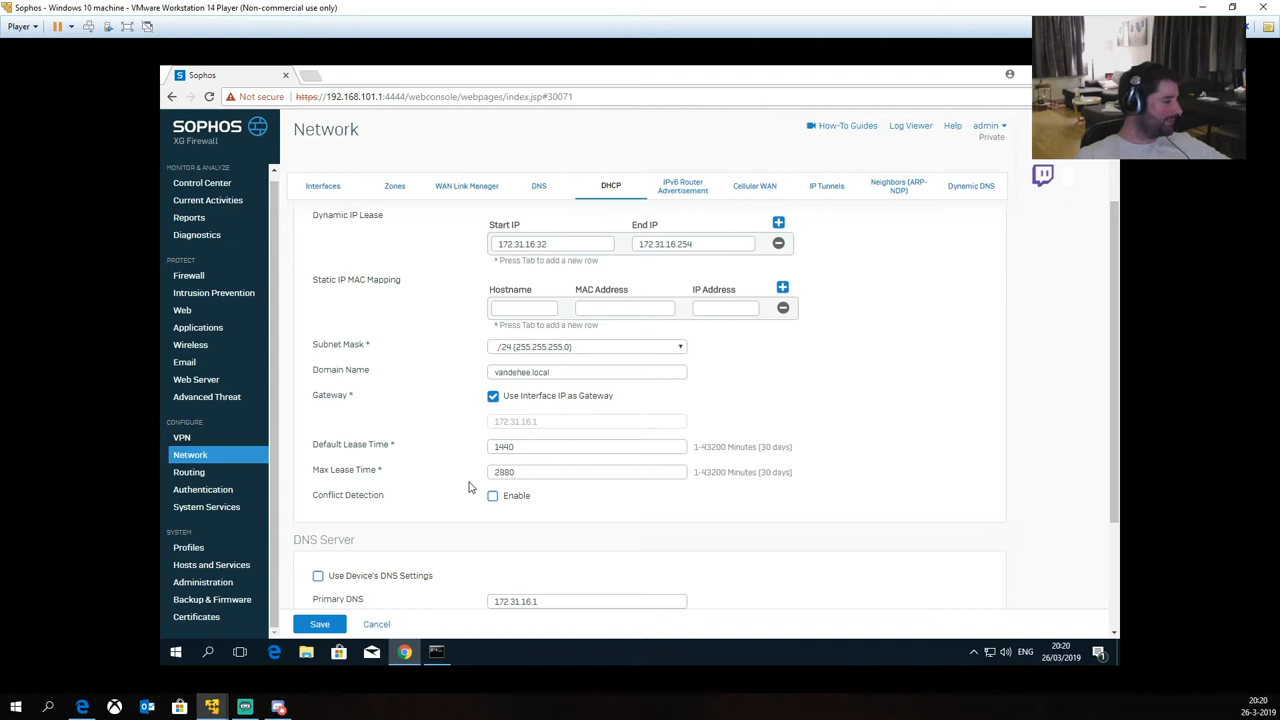 Sophos - Windows 10 machine - VMware Workstation 14 Player (Non-commercial use only)
Player
Sophos
Not secure https://192.168.101.1:4444/webconsole/webpages/index.jsp#30071
SOPHOS
XG Firewall
Network
How-To Guides Log Viewer Help admin
Private
MONITOR & ANALYZE
Control Center
Current Activities
Reports
Diagnostics
PROTECT
Firewall
Intrusion Prevention
Web
Applications
Wireless
Email
Web Server
Advanced Threat
CONFIGURE
VPN
Network
Routing
Authentication
System Services
SYSTEM
Profiles
Hosts and Services
Administration
Backup & Firmware
Certificates
Interfaces Zones WAN Link Manager DNS DHCP IPv6 Router Advertisement Cellular WAN IP Tunnels Neighbors (ARP-NDP) Dynamic DNS
Dynamic IP Lease
Start IP End IP
172.31.16.32 172.31.16.254
* Press Tab to add a new row
Static IP MAC Mapping
Hostname MAC Address IP Address
* Press Tab to add a new row
Subnet Mask * /24 (255.255.255.0)
Domain Name vandehee.local
Gateway * Use Interface IP as Gateway
172.31.16.1
Default Lease Time * 1440 1-43200 Minutes (30 days)
Max Lease Time * 2880 1-43200 Minutes (30 days)
Conflict Detection Enable
DNS Server
Use Device's DNS Settings
Primary DNS 172.31.16.1
Save Cancel
ENG
20:20
26/03/2019
20:20
26-3-2019